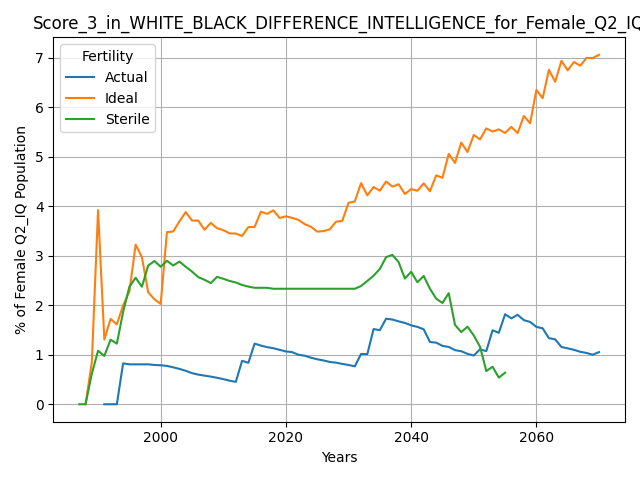 Score_3_in_WHITE_BLACK_DIFFERENCE_INTELLIGENCE_for_Female_Q2_IQ
Fertility
Actual
Ideal
Sterile
% of Female Q2_IQ Population
7
6
5
4
3
2
1
0
2000 2020 2040 2060
Years